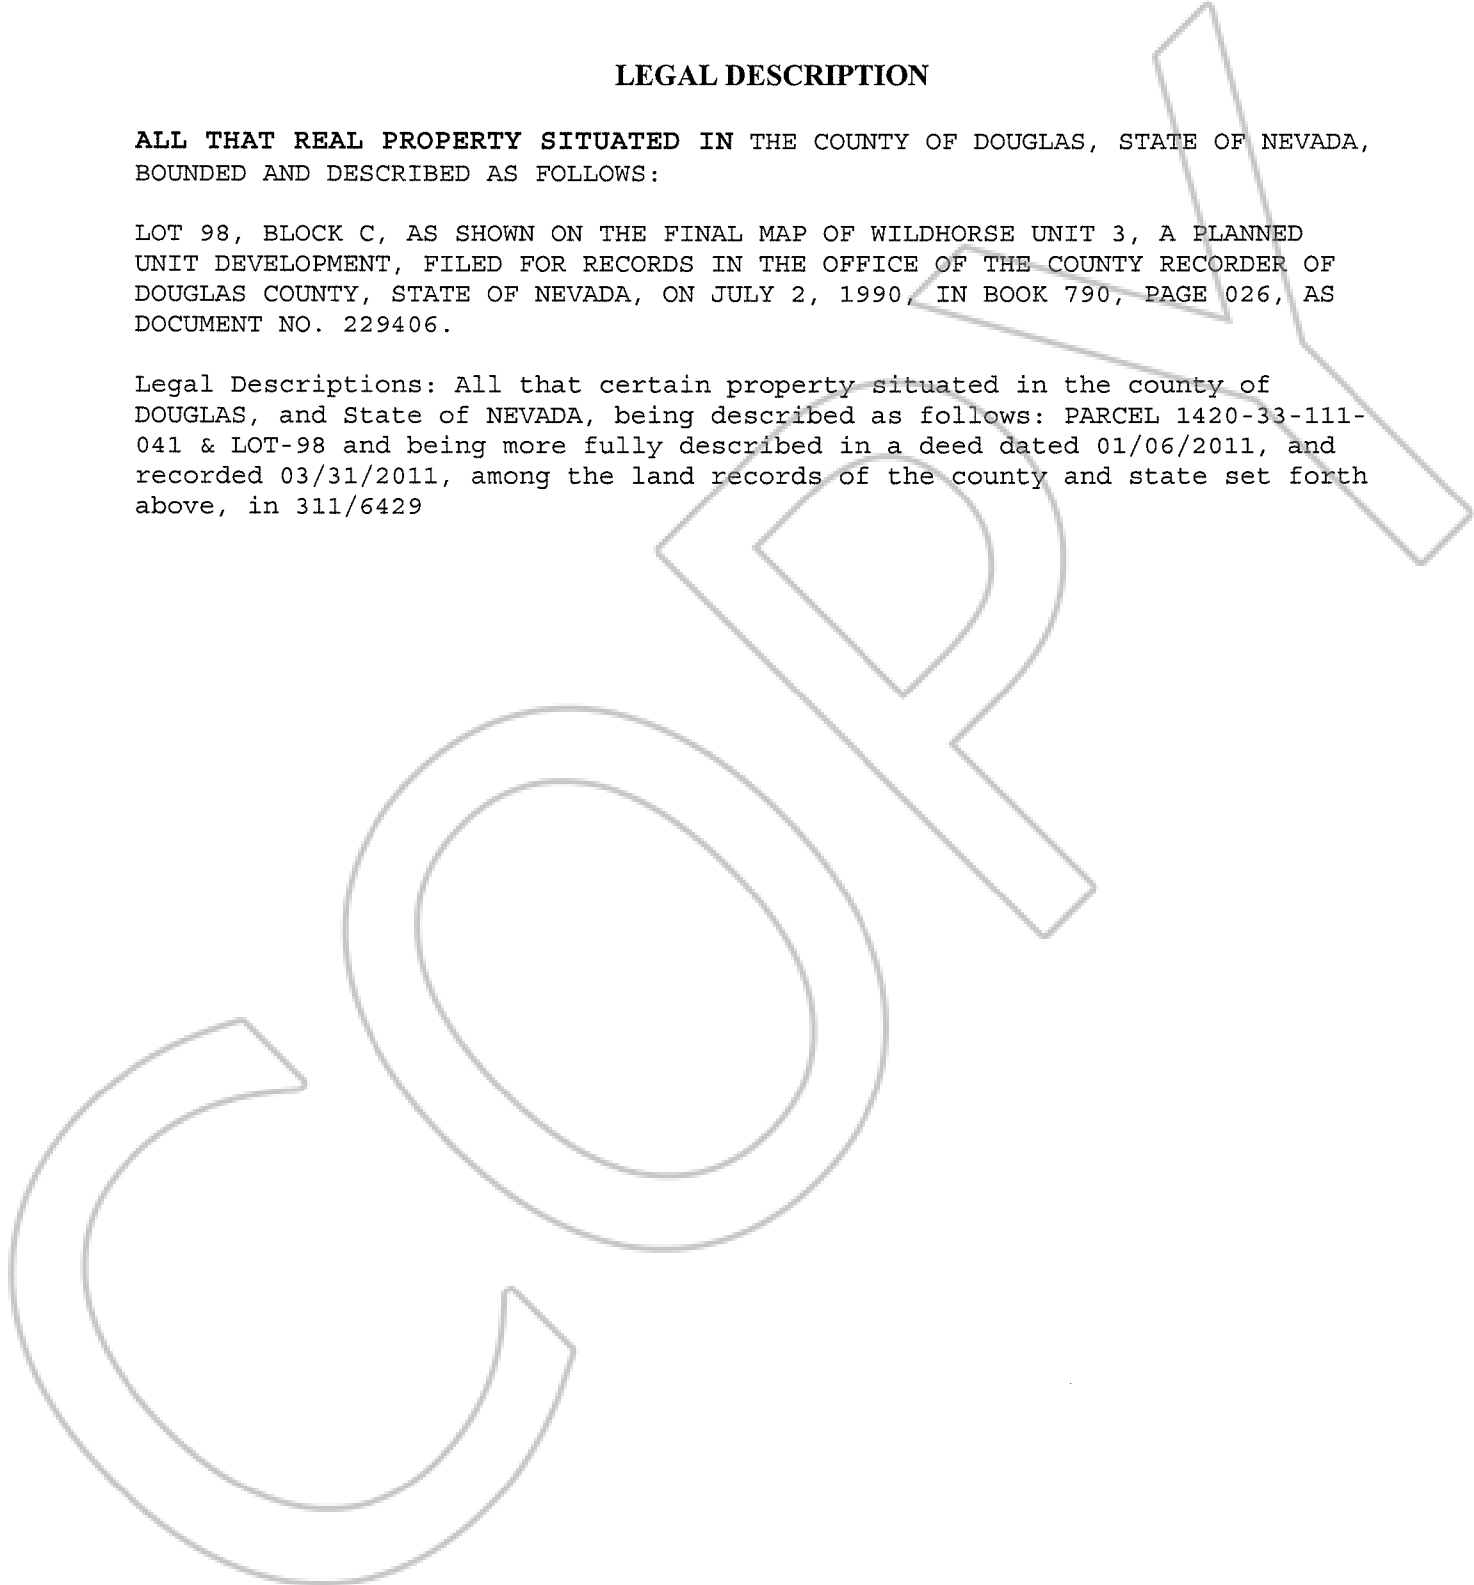 LEGAL DESCRIPTION
ALL THAT REAL PROPERTY SITUATED IN THE COUNTY OF DOUGLAS, STATE OF NEVADA,
BOUNDED AND DESCRIBED AS FOLLOWS:
LOT 98, BLOCK C, AS SHOWN ON THE FINAL MAP OF WILDHORSE UNIT 3, A PLANNED
UNIT DEVELOPMENT, FILED FOR RECORDS IN THE OFFICE OF THE COUNTY RECORDER OF
DOUGLAS COUNTY, STATE OF NEVADA, ON JULY 2, 1990, IN BOOK 790, PAGE 026, AS
DOCUMENT NO. 229406.
Legal Descriptions: All that certain property situated in the county of
DOUGLAS, and State of NEVADA, being described as follows: PARCEL 1420-33-111-
041 & LOT-98 and being more fully described in a deed dated 01/06/2011, and
recorded 03/31/2011, among the land records of the county and state set forth
above, in 311/6429
COPY